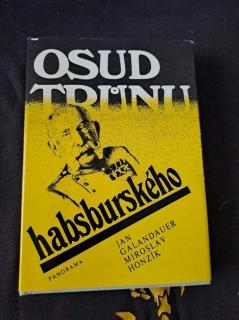 OSUD
TRŮNU
habsburského
JAN
GALANDAUER
MIROSLAV
HONZÍK
PANORAMA